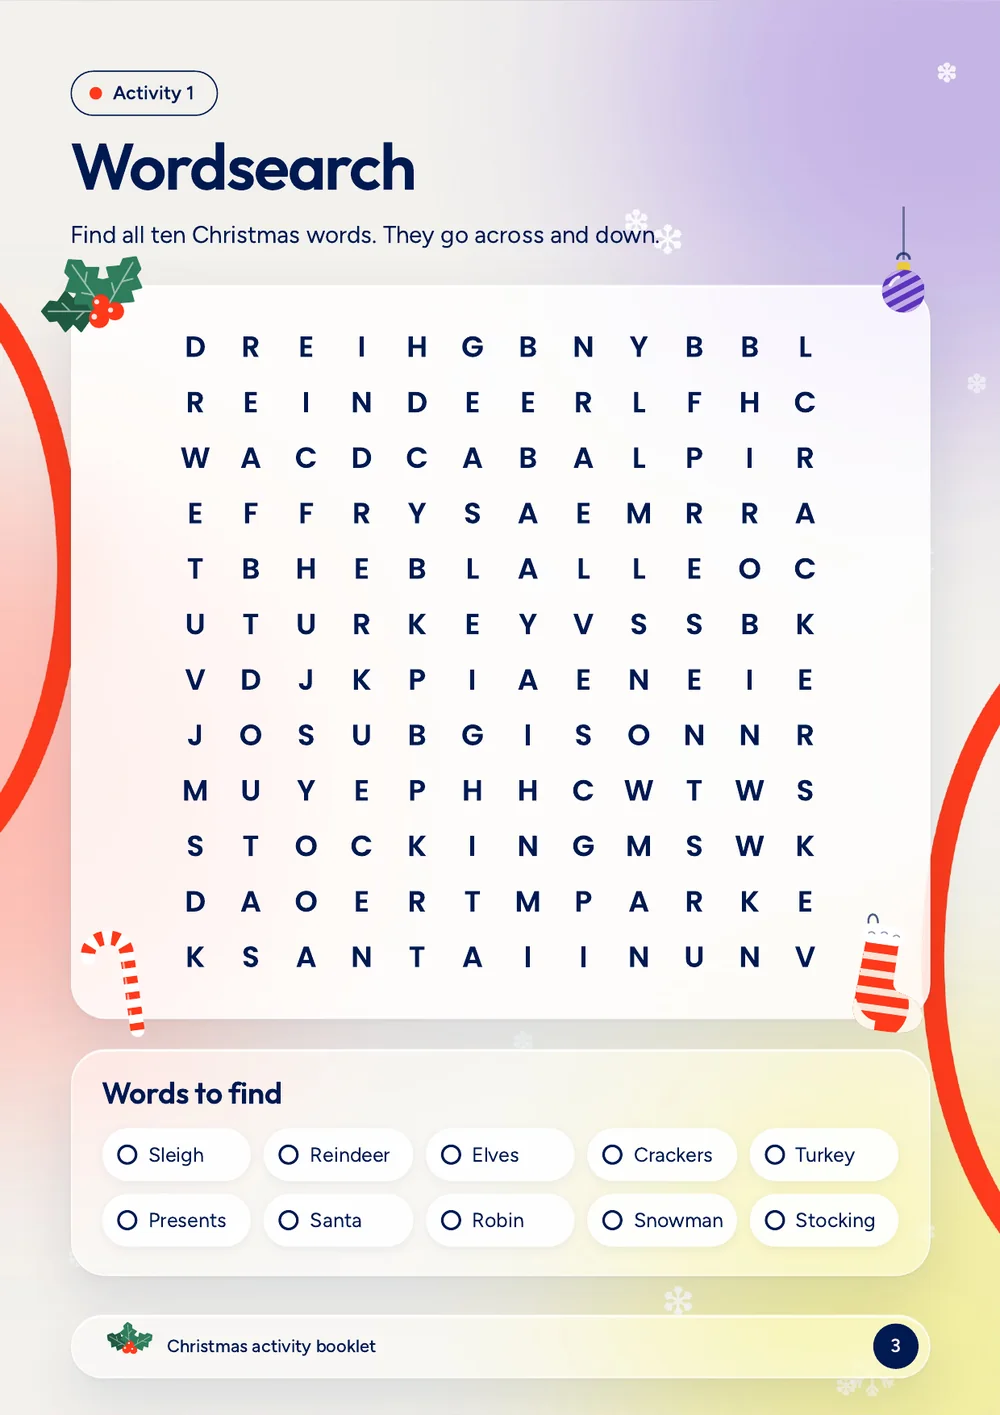 Activity 1
Wordsearch
Find all ten Christmas words. They go across and down.
D R E I H G B N Y B B L
R E I N D E E R L F H C
W A C D C A B A L P I R
E F F R Y S A E M R R A
T B H E B L A L L E O C
U T U R K E Y V S S B K
V D J K P I A E N E I E
J O S U B G I S O N N R
M U Y E P H H C W T W S
S T O C K I N G M S W K
D A O E R T M P A R K E
K S A N T A I I N U N V
Words to find
Sleigh Reindeer Elves Crackers Turkey
Presents Santa Robin Snowman Stocking
Christmas activity booklet 3